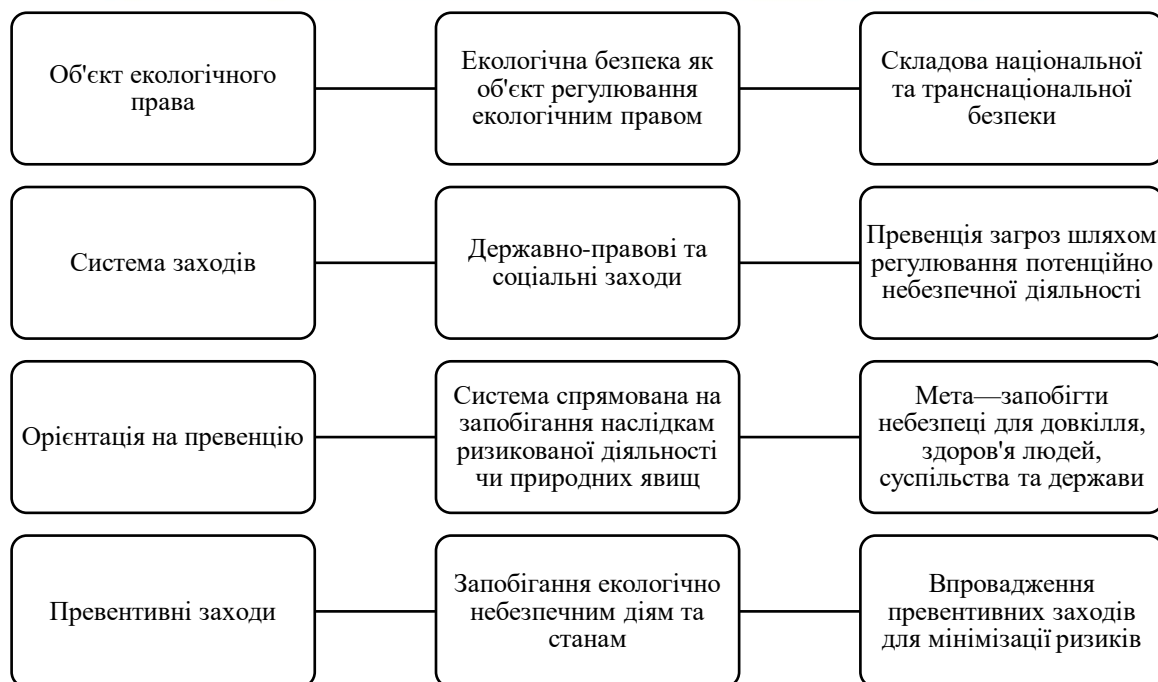 Об'єкт екологічного
права
Екологічна безпека як
об'єкт регулювання
екологічним правом
Складова національної
та транснаціональної
безпеки
Система заходів
Державно-правові та
соціальні заходи
Превенція загроз шляхом
регулювання потенційно
небезпечної діяльності
Орієнтація на превенцію
Система спрямована на
запобігання наслідкам
ризикованої діяльності
чи природних явищ
Мета—запобігти
небезпеці для довкілля,
здоров'я людей,
суспільства та держави
Превентивні заходи
Запобігання екологічно
небезпечним діям та
станам
Впровадження
превентивних заходів
для мінімізації ризиків